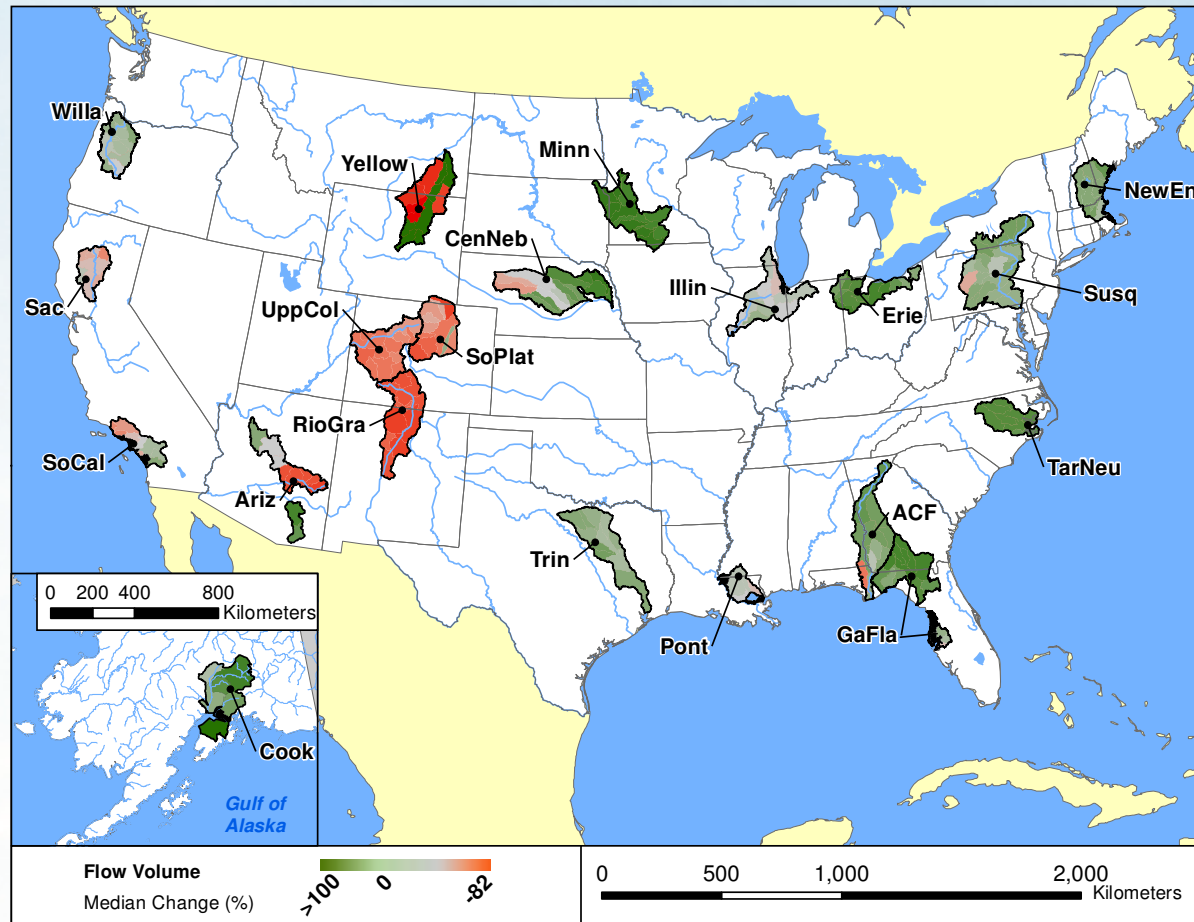 Willa
Yellow
Minn
NewEn
CenNeb
Sac
Illin
Erie
Susq
UppCol
SoPlat
RioGra
SoCal
Ariz
TarNeu
ACF
Trin
GaFla
Pont
0 200 400 800
Kilometers
Cook
Gulf of
Alaska
Flow Volume
Median Change (%)
>100 0 -82
0 500 1,000 2,000
Kilometers